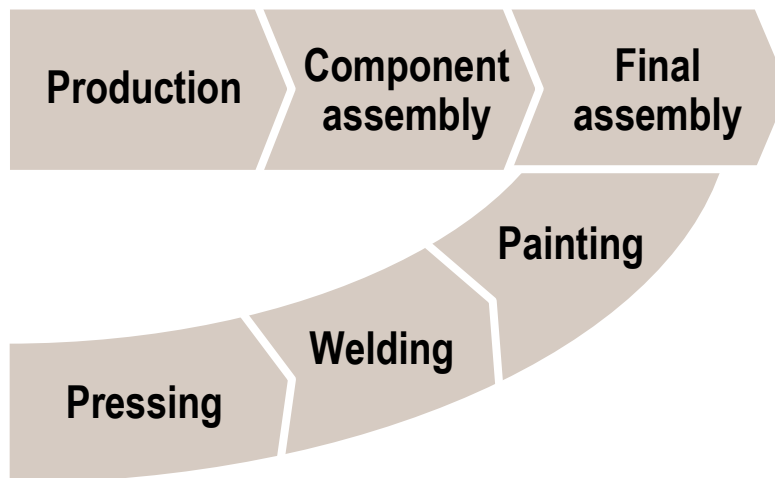 Production
Component
assembly
Final
assembly
Painting
Welding
Pressing